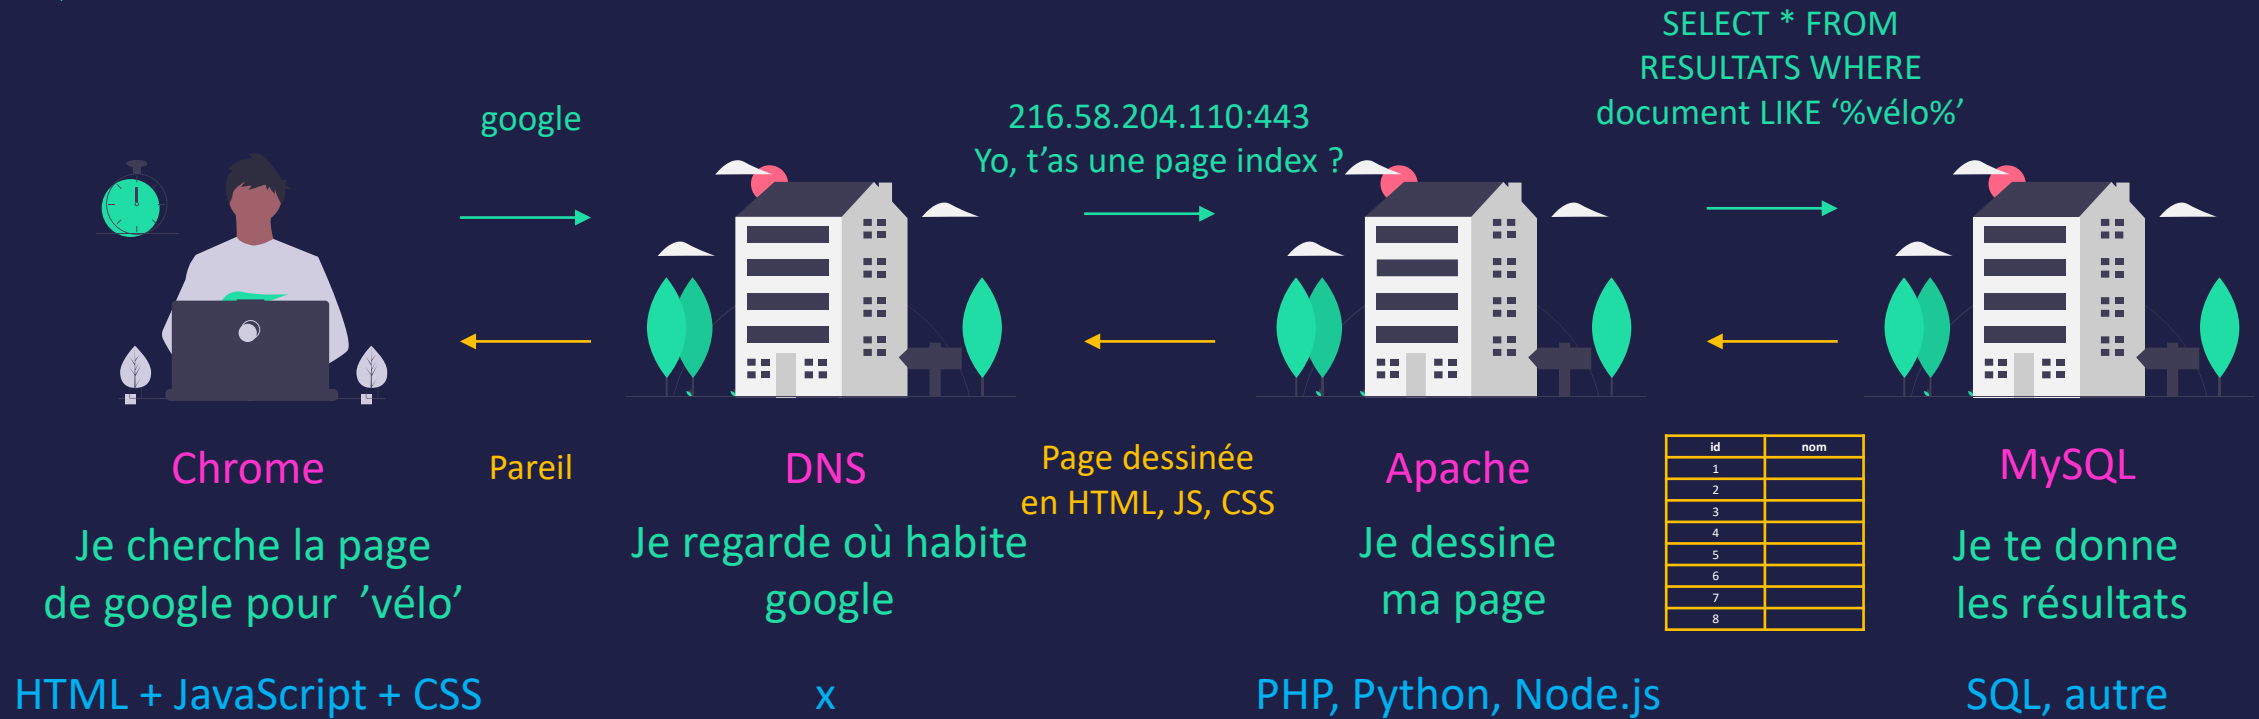 SELECT * FROM
RESULTATS WHERE
document LIKE ‘%vélo%’
google
216.58.204.110:443
Yo, t’as une page index ?
Chrome
Pareil
DNS
Page dessinée
en HTML, JS, CSS
Apache
id nom
1
2
3
4
5
6
7
8
MySQL
Je cherche la page
de google pour ’vélo’
Je regarde où habite
google
Je dessine
ma page
Je te donne
les résultats
HTML + JavaScript + CSS
x
PHP, Python, Node.js
SQL, autre